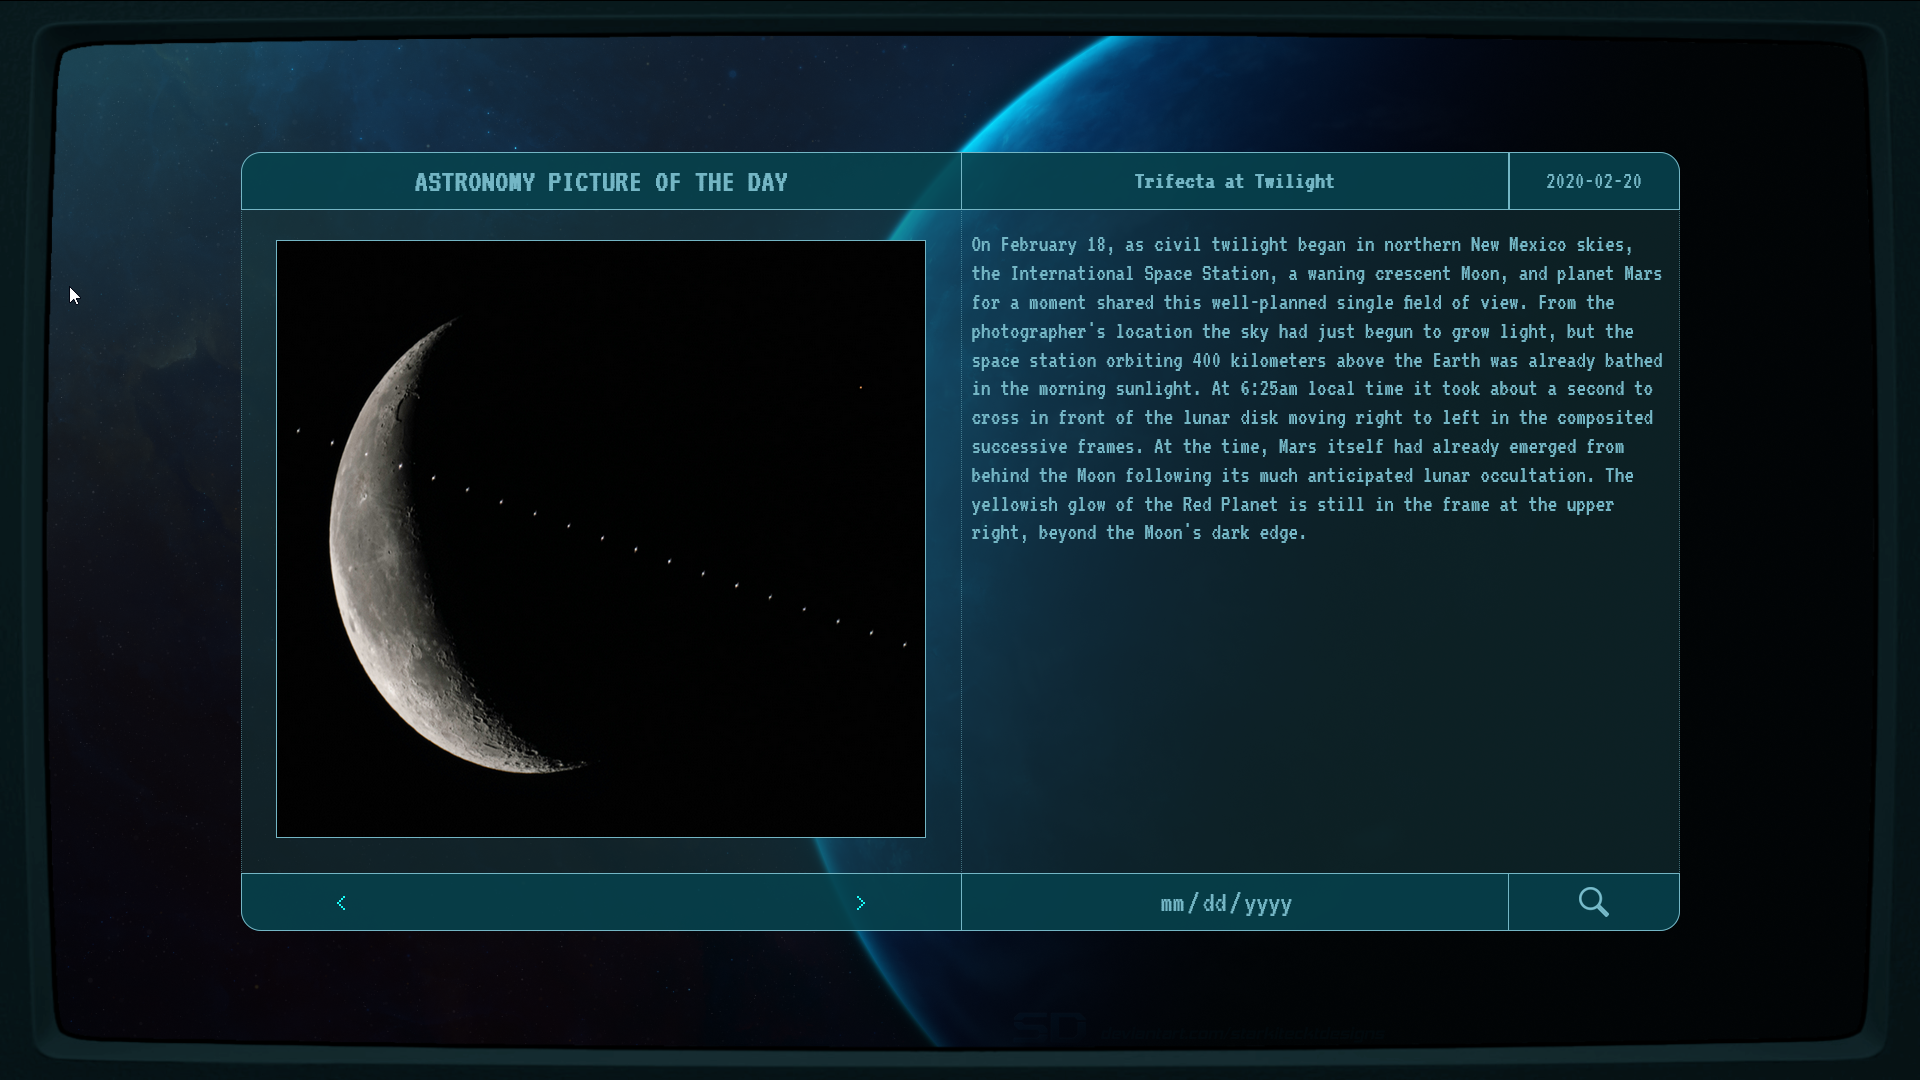 ASTRONOMY PICTURE OF THE DAY
Trifecta at Twilight
2020-02-20
On February 18, as civil twilight began in northern New Mexico skies,
the International Space Station, a waning crescent Moon, and planet Mars
for a moment shared this well-planned single field of view. From the
photographer's location the sky had just begun to grow light, but the
space station orbiting 400 kilometers above the Earth was already bathed
in the morning sunlight. At 6:25am local time it took about a second to
cross in front of the lunar disk moving right to left in the composited
successive frames. At the time, Mars itself had already emerged from
behind the Moon following its much anticipated lunar occultation. The
yellowish glow of the Red Planet is still in the frame at the upper
right, beyond the Moon's dark edge.
< >
mm/dd/yyyy
SD